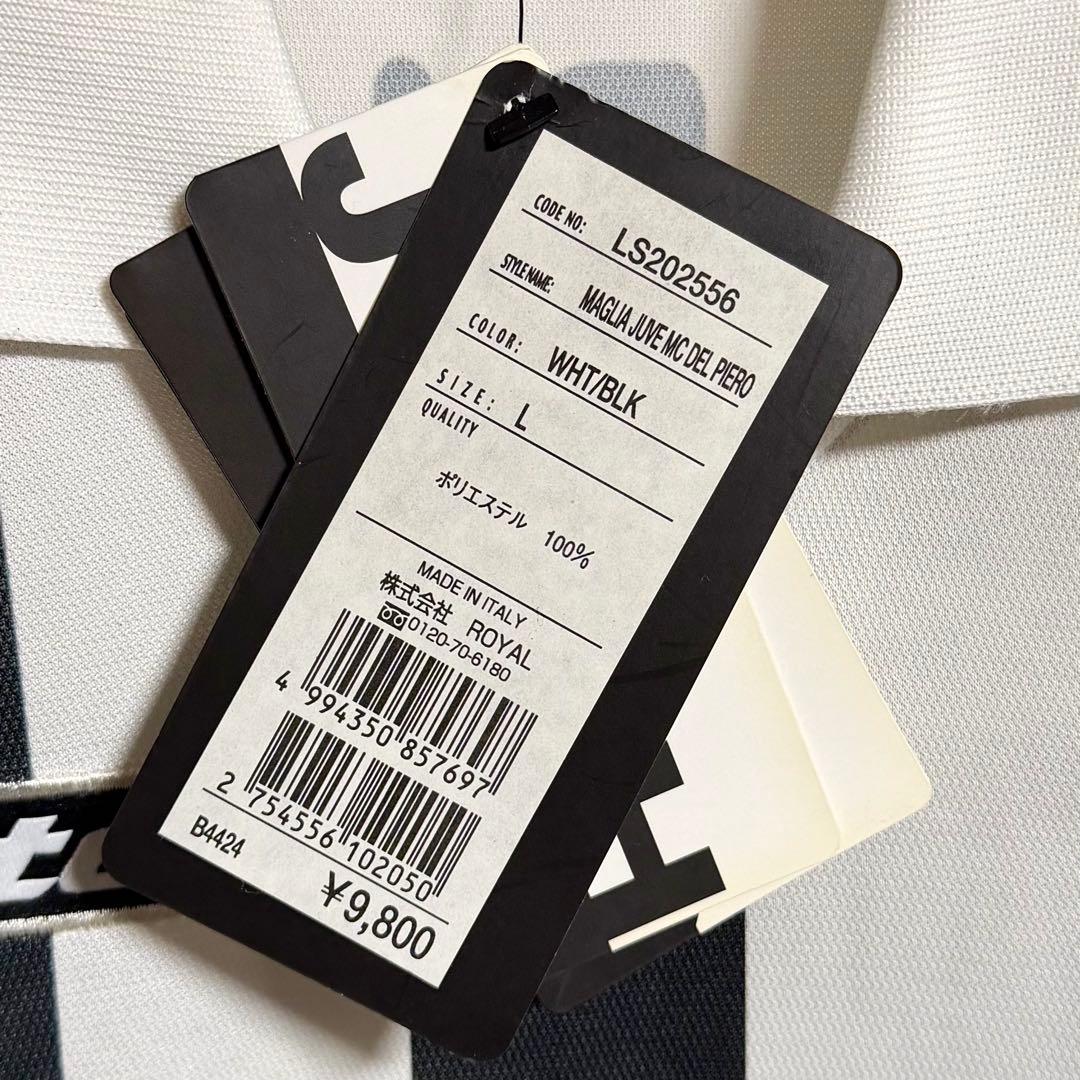 CODE NO: LS202556
STYLE NAME: MAGLIA JUVE MC DEL PIERO
COLOR: WHT/BLK
SIZE: L
QUALITY
ポリエステル 100%
MADE IN ITALY
株式会社 ROYAL
0120-70-6180
4 994350 857697
2 754556 102050
B4424
¥9,800